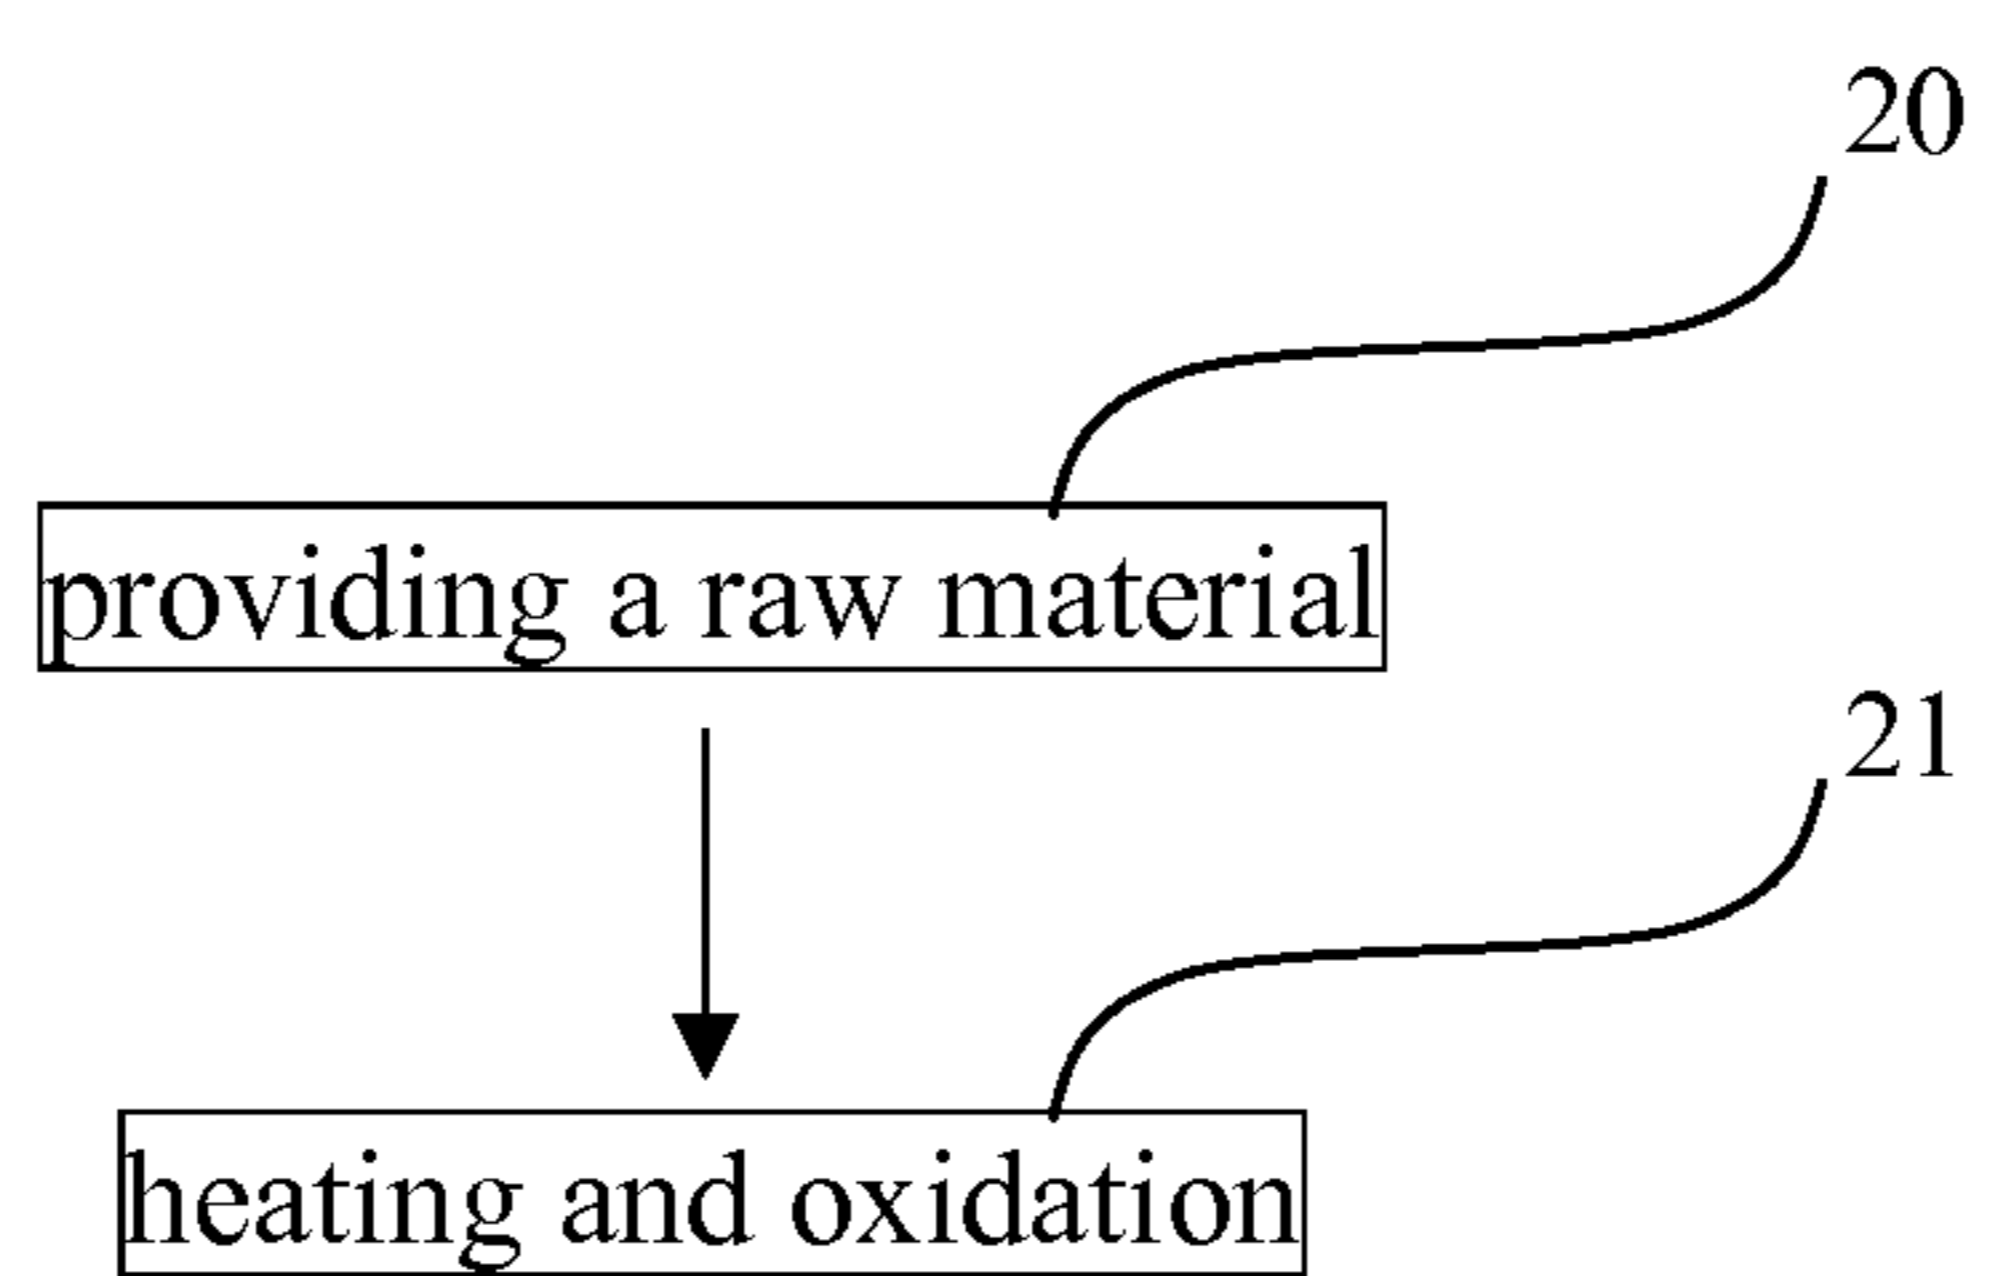 20
providing a raw material
21
heating and oxidation